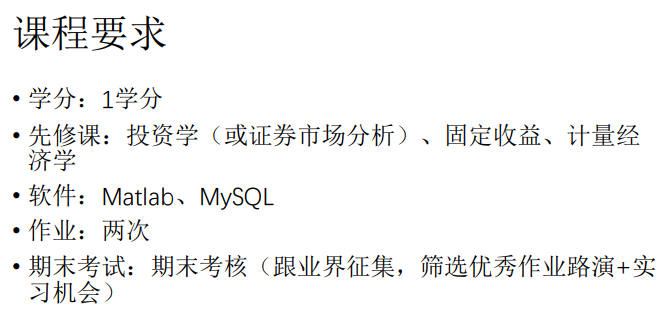 课程要求
• 学分：1学分
• 先修课：投资学（或证券市场分析）、固定收益、计量经
济学
• 软件：Matlab、MySQL
• 作业：两次
• 期末考试：期末考核（跟业界征集，筛选优秀作业路演+实
习机会）